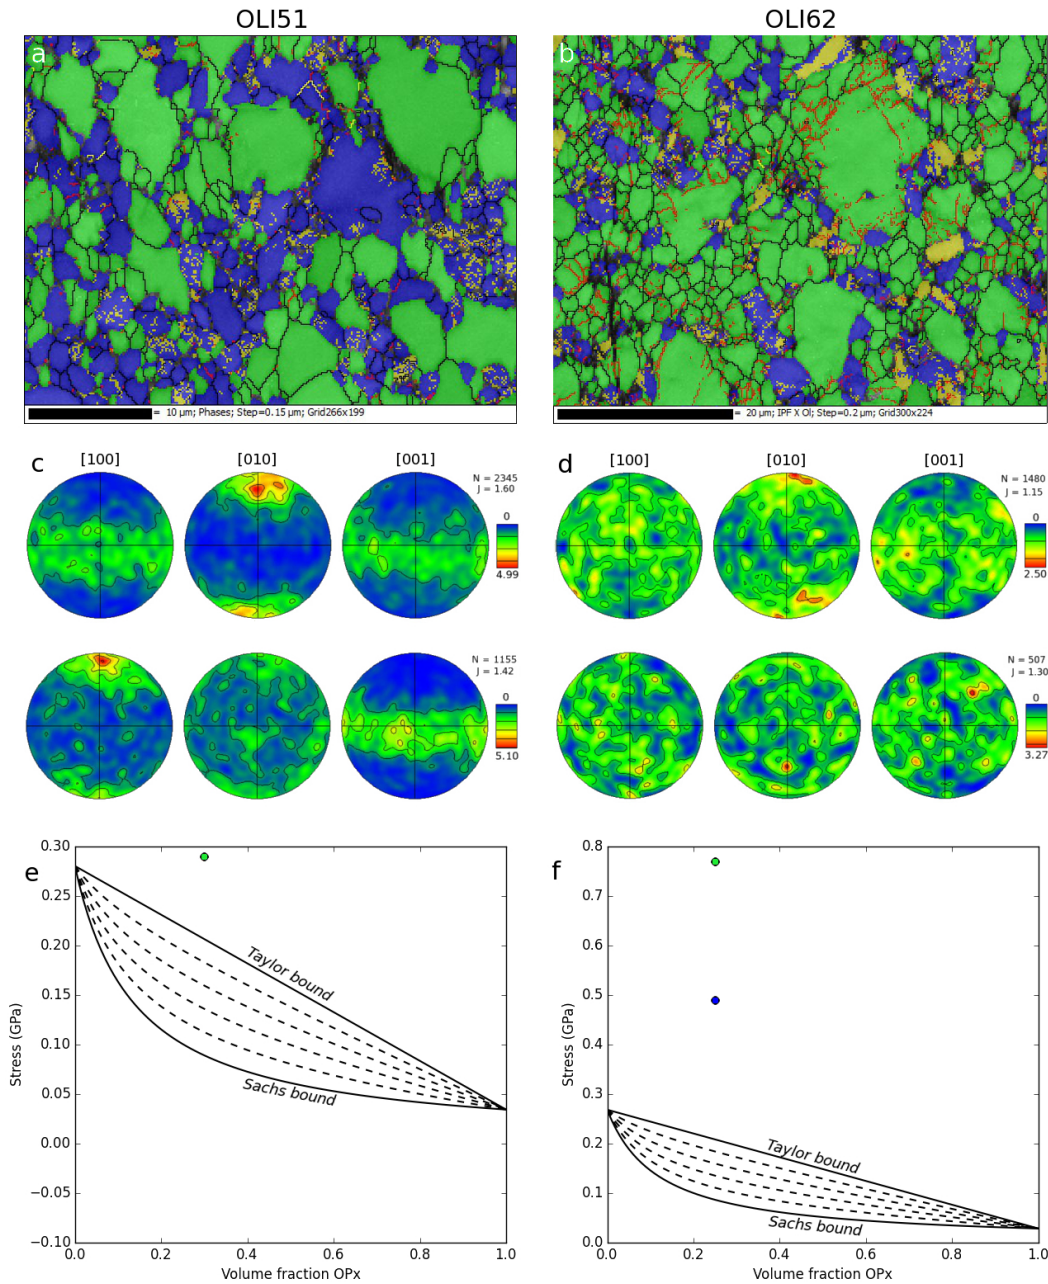 OLI51
OLI62
a
b
= 10 µm; Phases; Step=0.15 µm; Grid266x199
= 20 µm; IPF X Ol; Step=0.2 µm; Grid300x224
c
[100]
[010]
[001]
N = 2345
J = 1.60
0
4.99
d
[100]
[010]
[001]
N = 1480
J = 1.15
0
2.50
N = 1155
J = 1.42
0
5.10
N = 507
J = 1.30
0
3.27
e
0.30
0.25
0.20
0.15
0.10
0.05
0.00
−0.05
−0.10
Stress (GPa)
Taylor bound
Sachs bound
0.0
0.2
0.4
0.6
0.8
1.0
Volume fraction OPx
f
0.8
0.7
0.6
0.5
0.4
0.3
0.2
0.1
0.0
Stress (GPa)
Taylor bound
Sachs bound
0.0
0.2
0.4
0.6
0.8
1.0
Volume fraction OPx